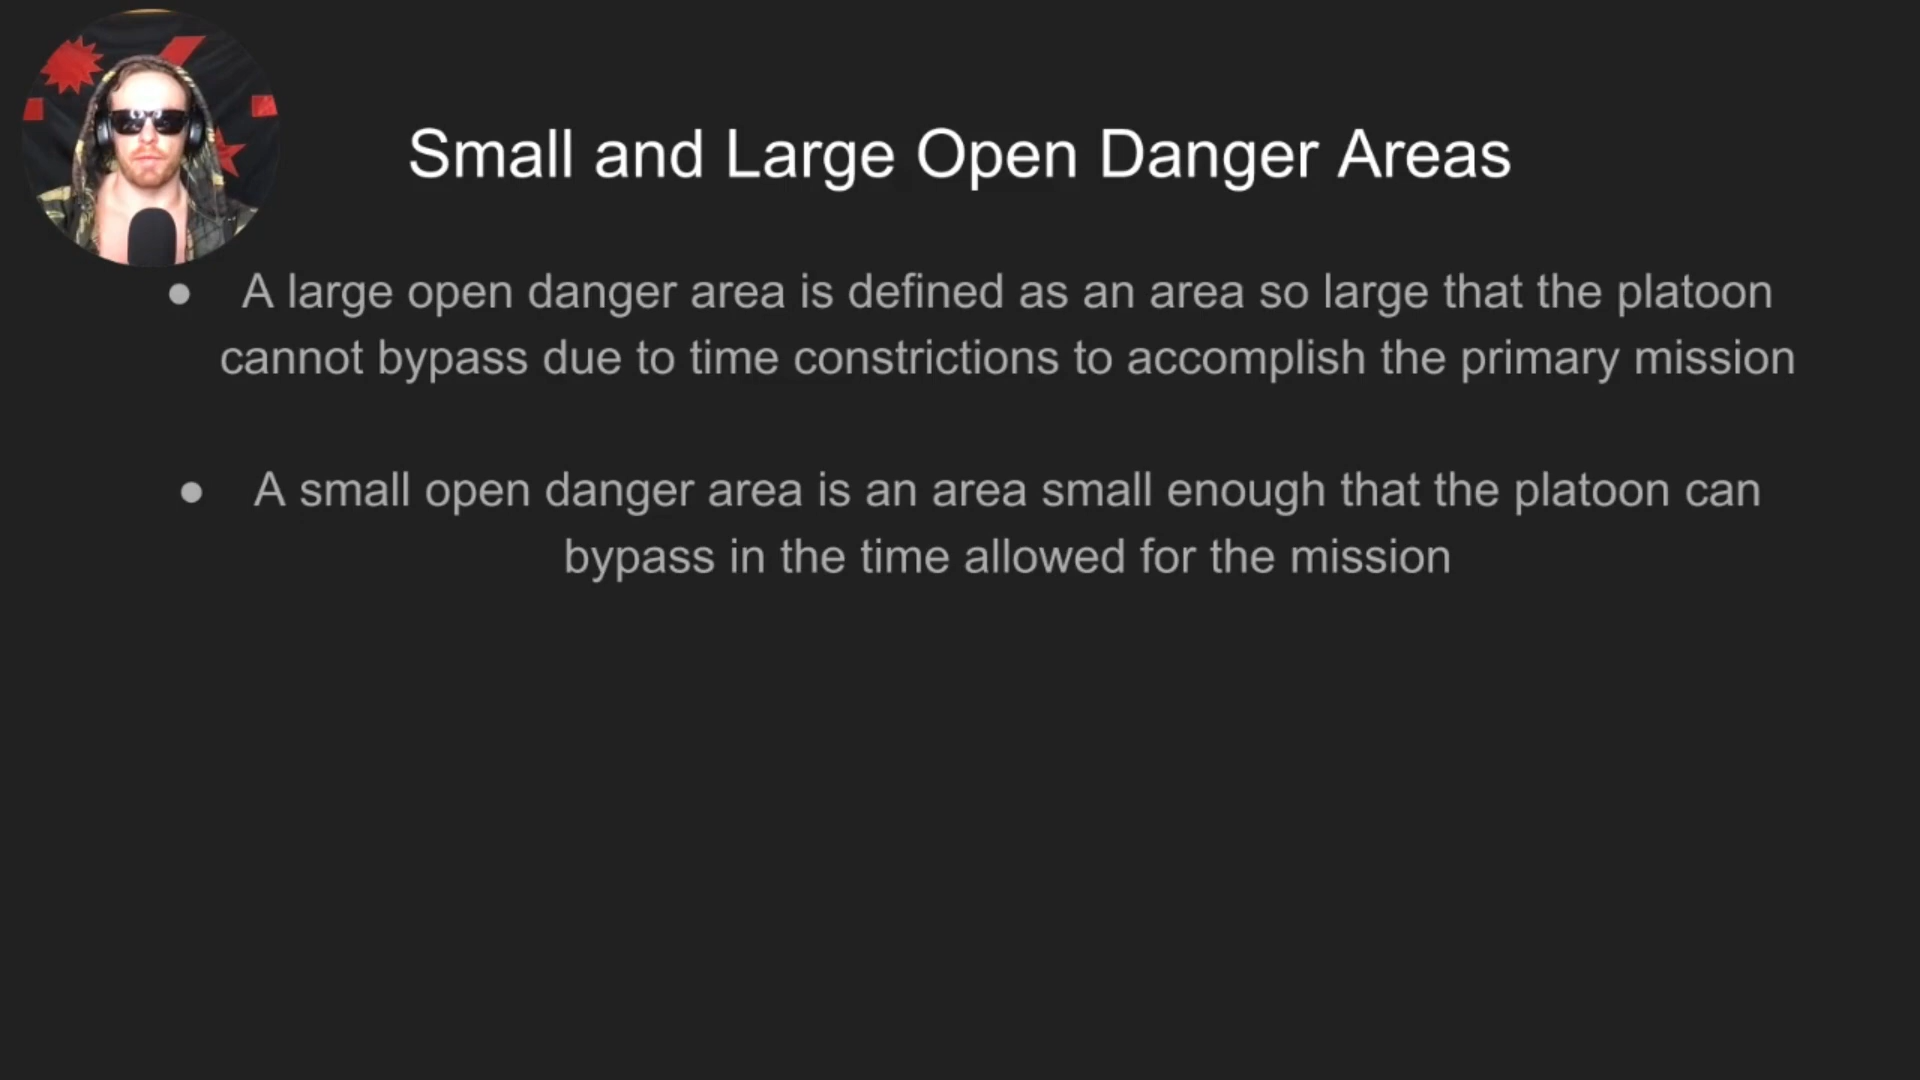 Small and Large Open Danger Areas
● A large open danger area is defined as an area so large that the platoon
cannot bypass due to time constrictions to accomplish the primary mission
● A small open danger area is an area small enough that the platoon can
bypass in the time allowed for the mission